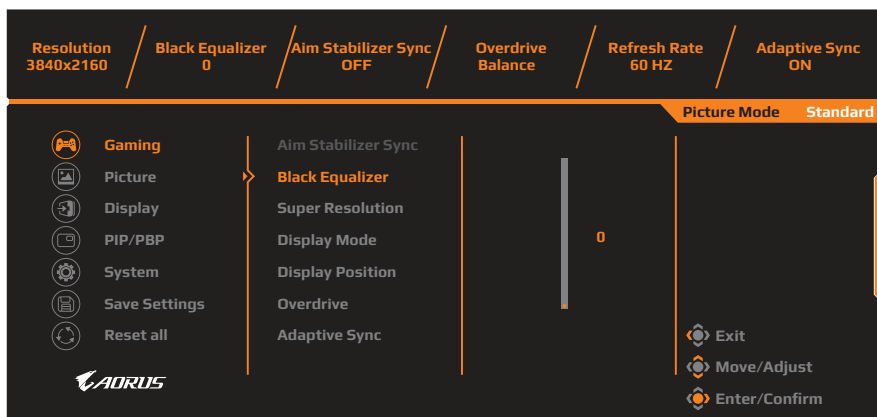 Resolution
3840x2160
Black Equalizer
0
Aim Stabilizer Sync
OFF
Overdrive
Balance
Refresh Rate
60 HZ
Adaptive Sync
ON
Picture Mode Standard
Gaming
Picture
Display
PIP/PBP
System
Save Settings
Reset all
Aim Stabilizer Sync
Black Equalizer
Super Resolution
Display Mode
Display Position
Overdrive
Adaptive Sync
0
Exit
Move/Adjust
Enter/Confirm
AORUS